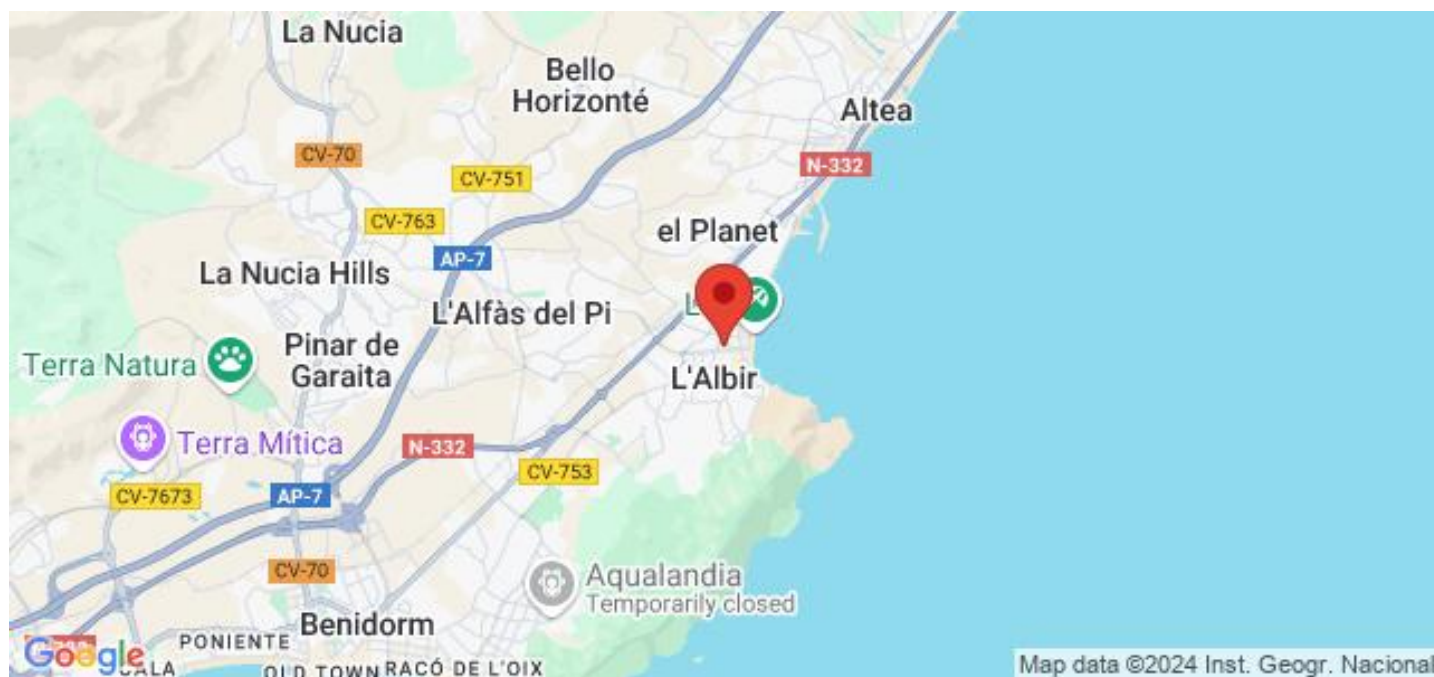 La Nucia
Bello
Horizonté
Altea
CV-70
N-332
CV-751
CV-763
el Planet
AP-7
La Nucia Hills
L'Alfàs del Pi
Terra Natura
Pinar de
Garaita
L'Albir
Terra Mítica
N-332
CV-753
CV-7673
AP-7
CV-70
Aqualandia
Temporarily closed
Benidorm
PONIENTE
Google
CALA
OLD TOWN
RACÓ DE L'OIX
Map data ©2024 Inst. Geogr. Nacional